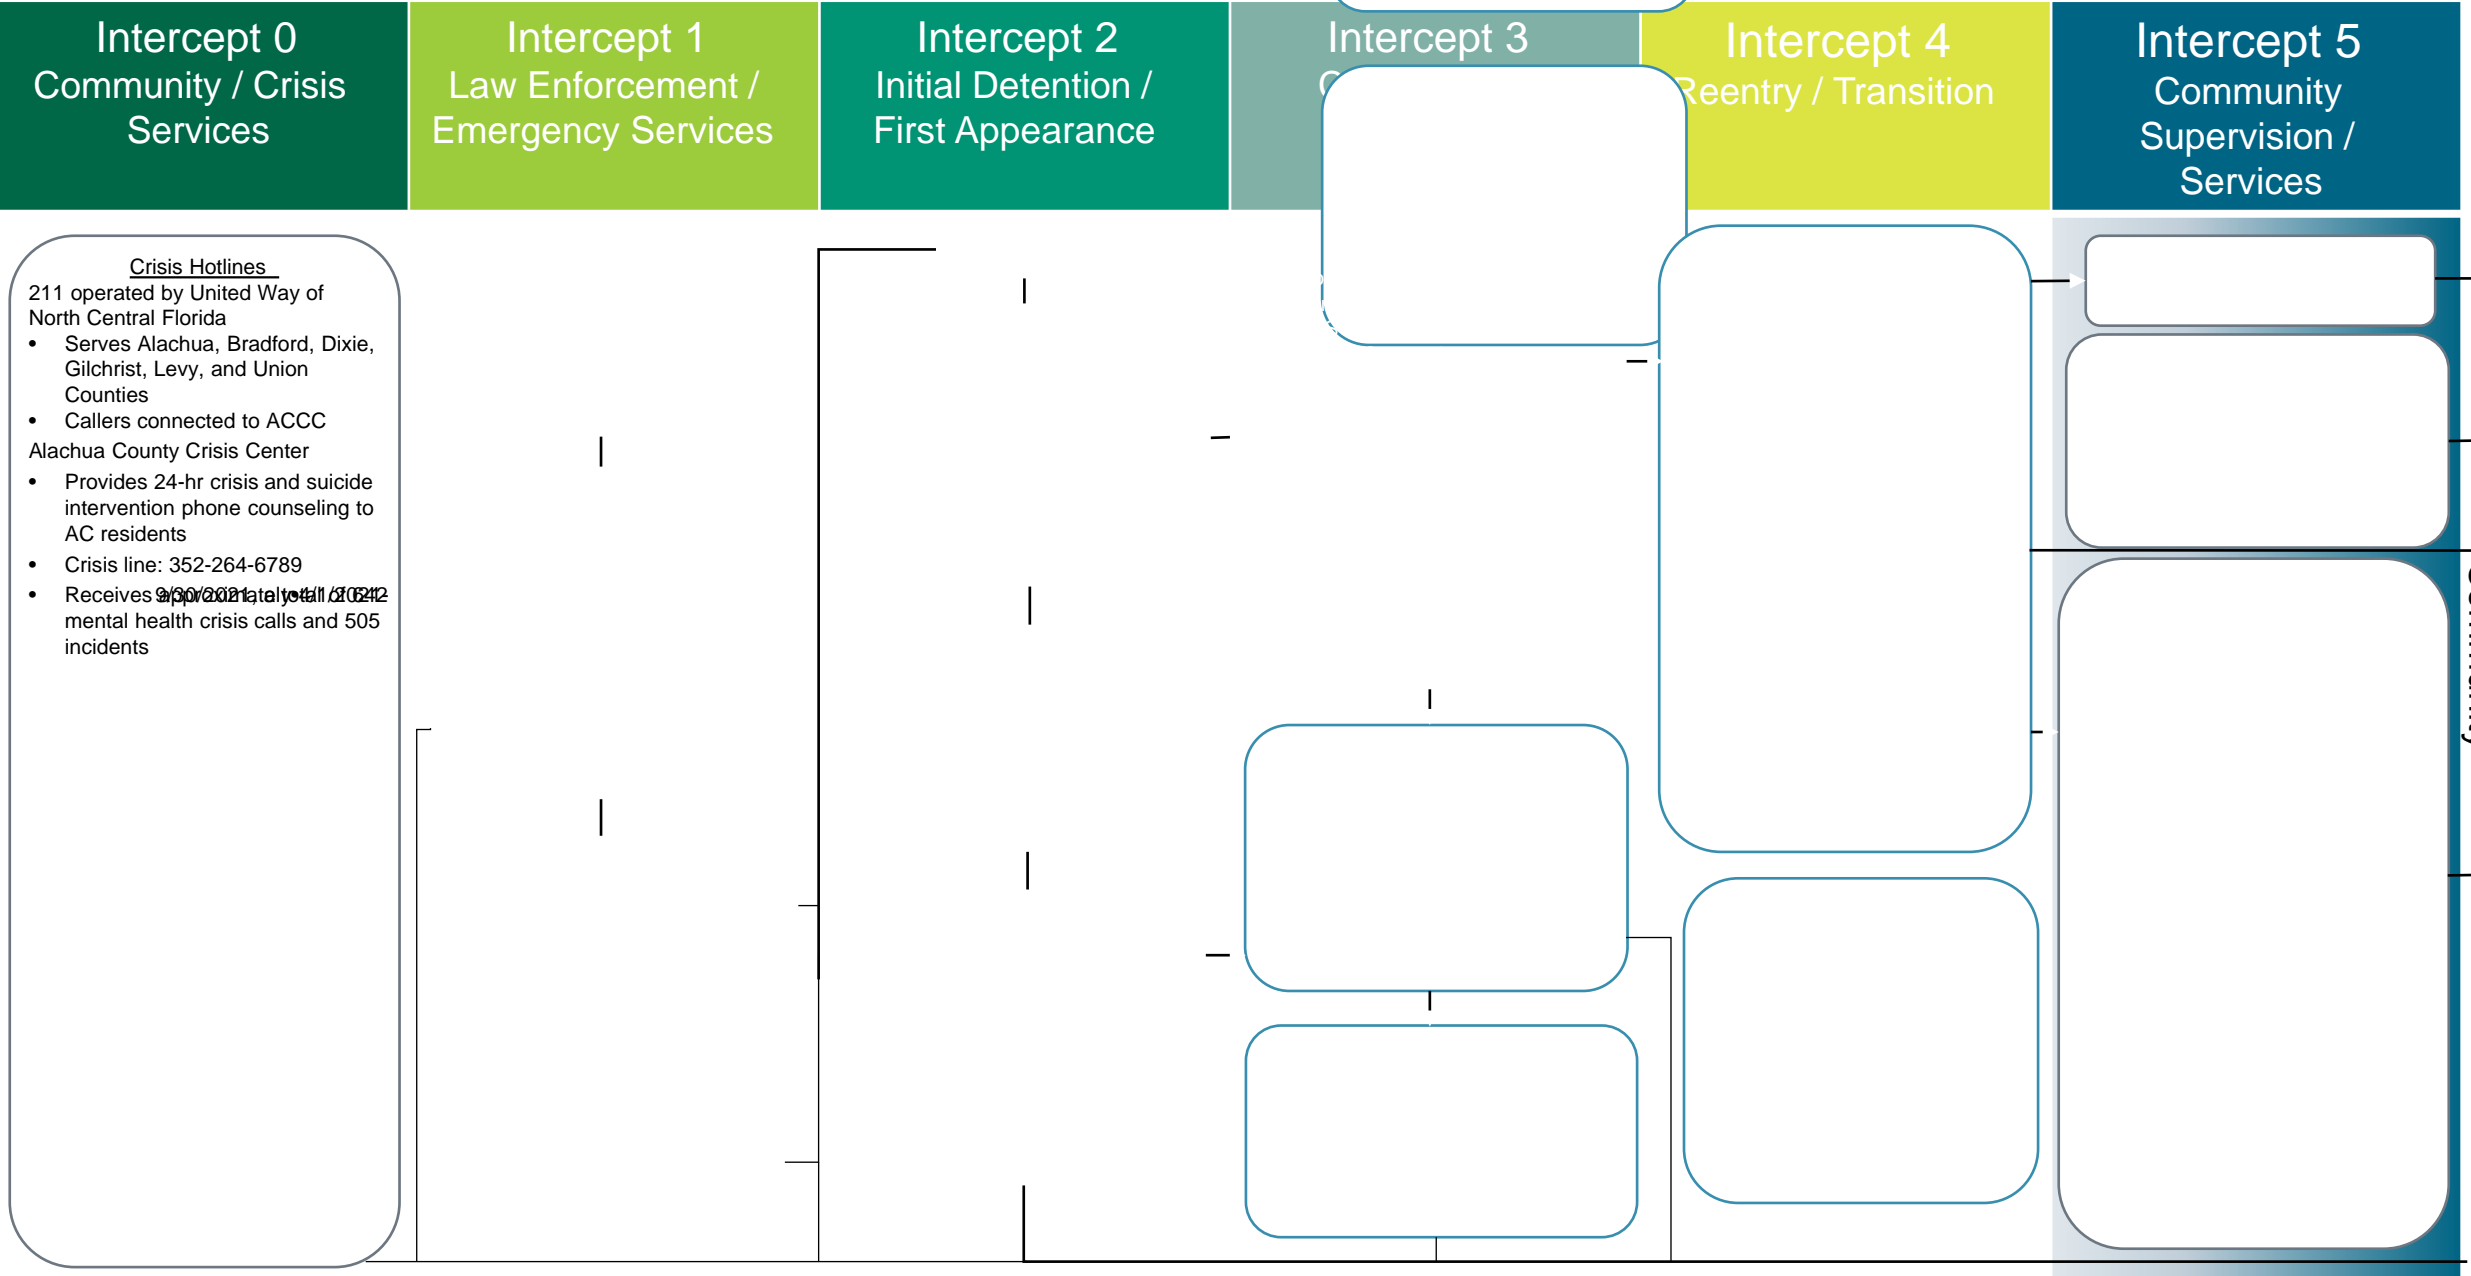 Intercept 0
Community / Crisis
Services
Intercept 1
Law Enforcement /
Emergency Services
Intercept 2
Initial Detention /
First Appearance
Intercept 3
Intercept 4
Reentry / Transition
Intercept 5
Community
Supervision /
Services
Crisis Hotlines
211 operated by United Way of
North Central Florida
• Serves Alachua, Bradford, Dixie,
Gilchrist, Levy, and Union
Counties
• Callers connected to ACCC
Alachua County Crisis Center
• Provides 24-hr crisis and suicide
intervention phone counseling to
AC residents
• Crisis line: 352-264-6789
• Receives
mental health crisis calls and 505
incidents